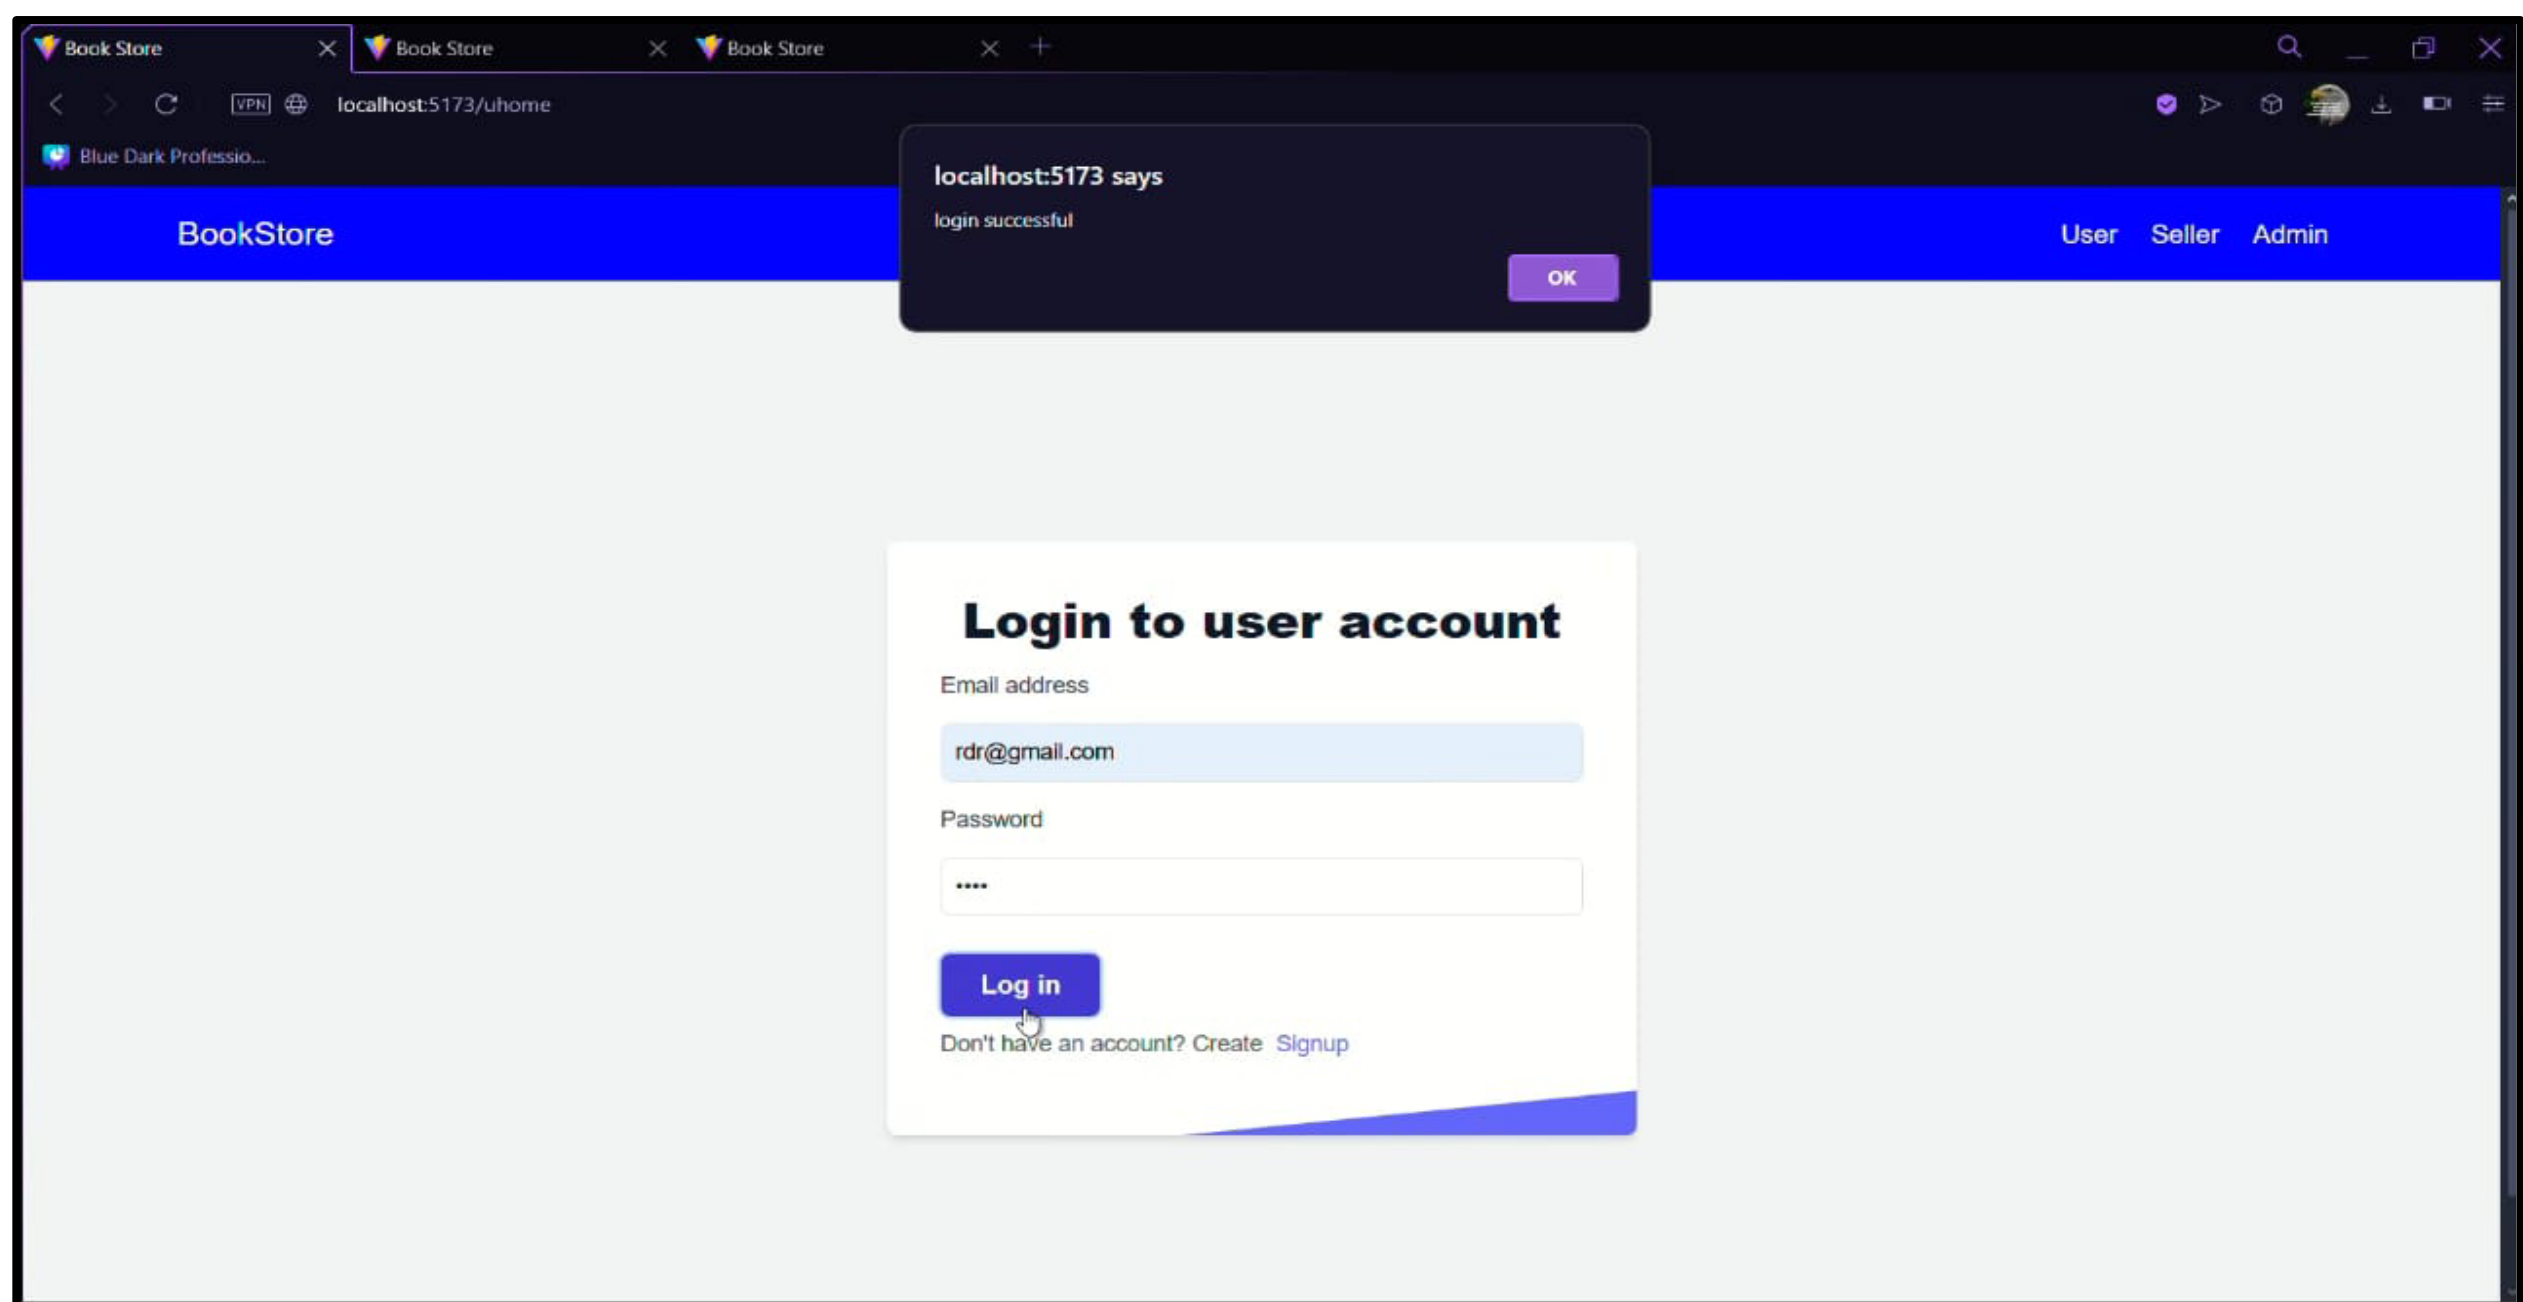 Book Store
Book Store
Book Store
VPN
localhost:5173/uhome
Blue Dark Professio...
localhost:5173 says
login successful
OK
BookStore
User Seller Admin
Login to user account
Email address
rdr@gmail.com
Password
••••
Log in
Don't have an account? Create Signup